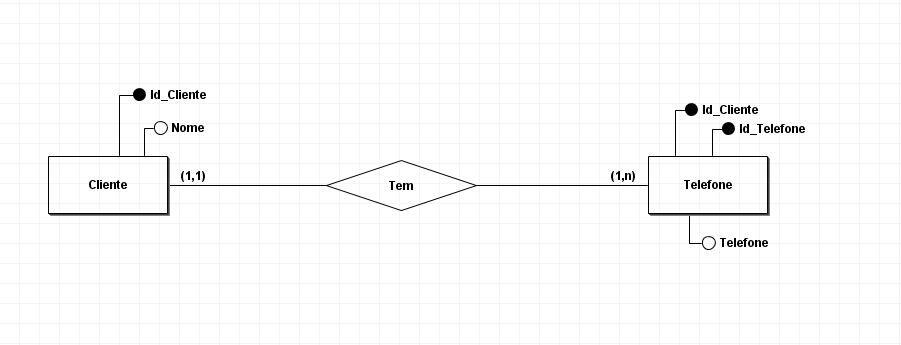 Id_Cliente
Nome
Cliente
(1,1)
Tem
(1,n)
Id_Cliente
Id_Telefone
Telefone
Telefone